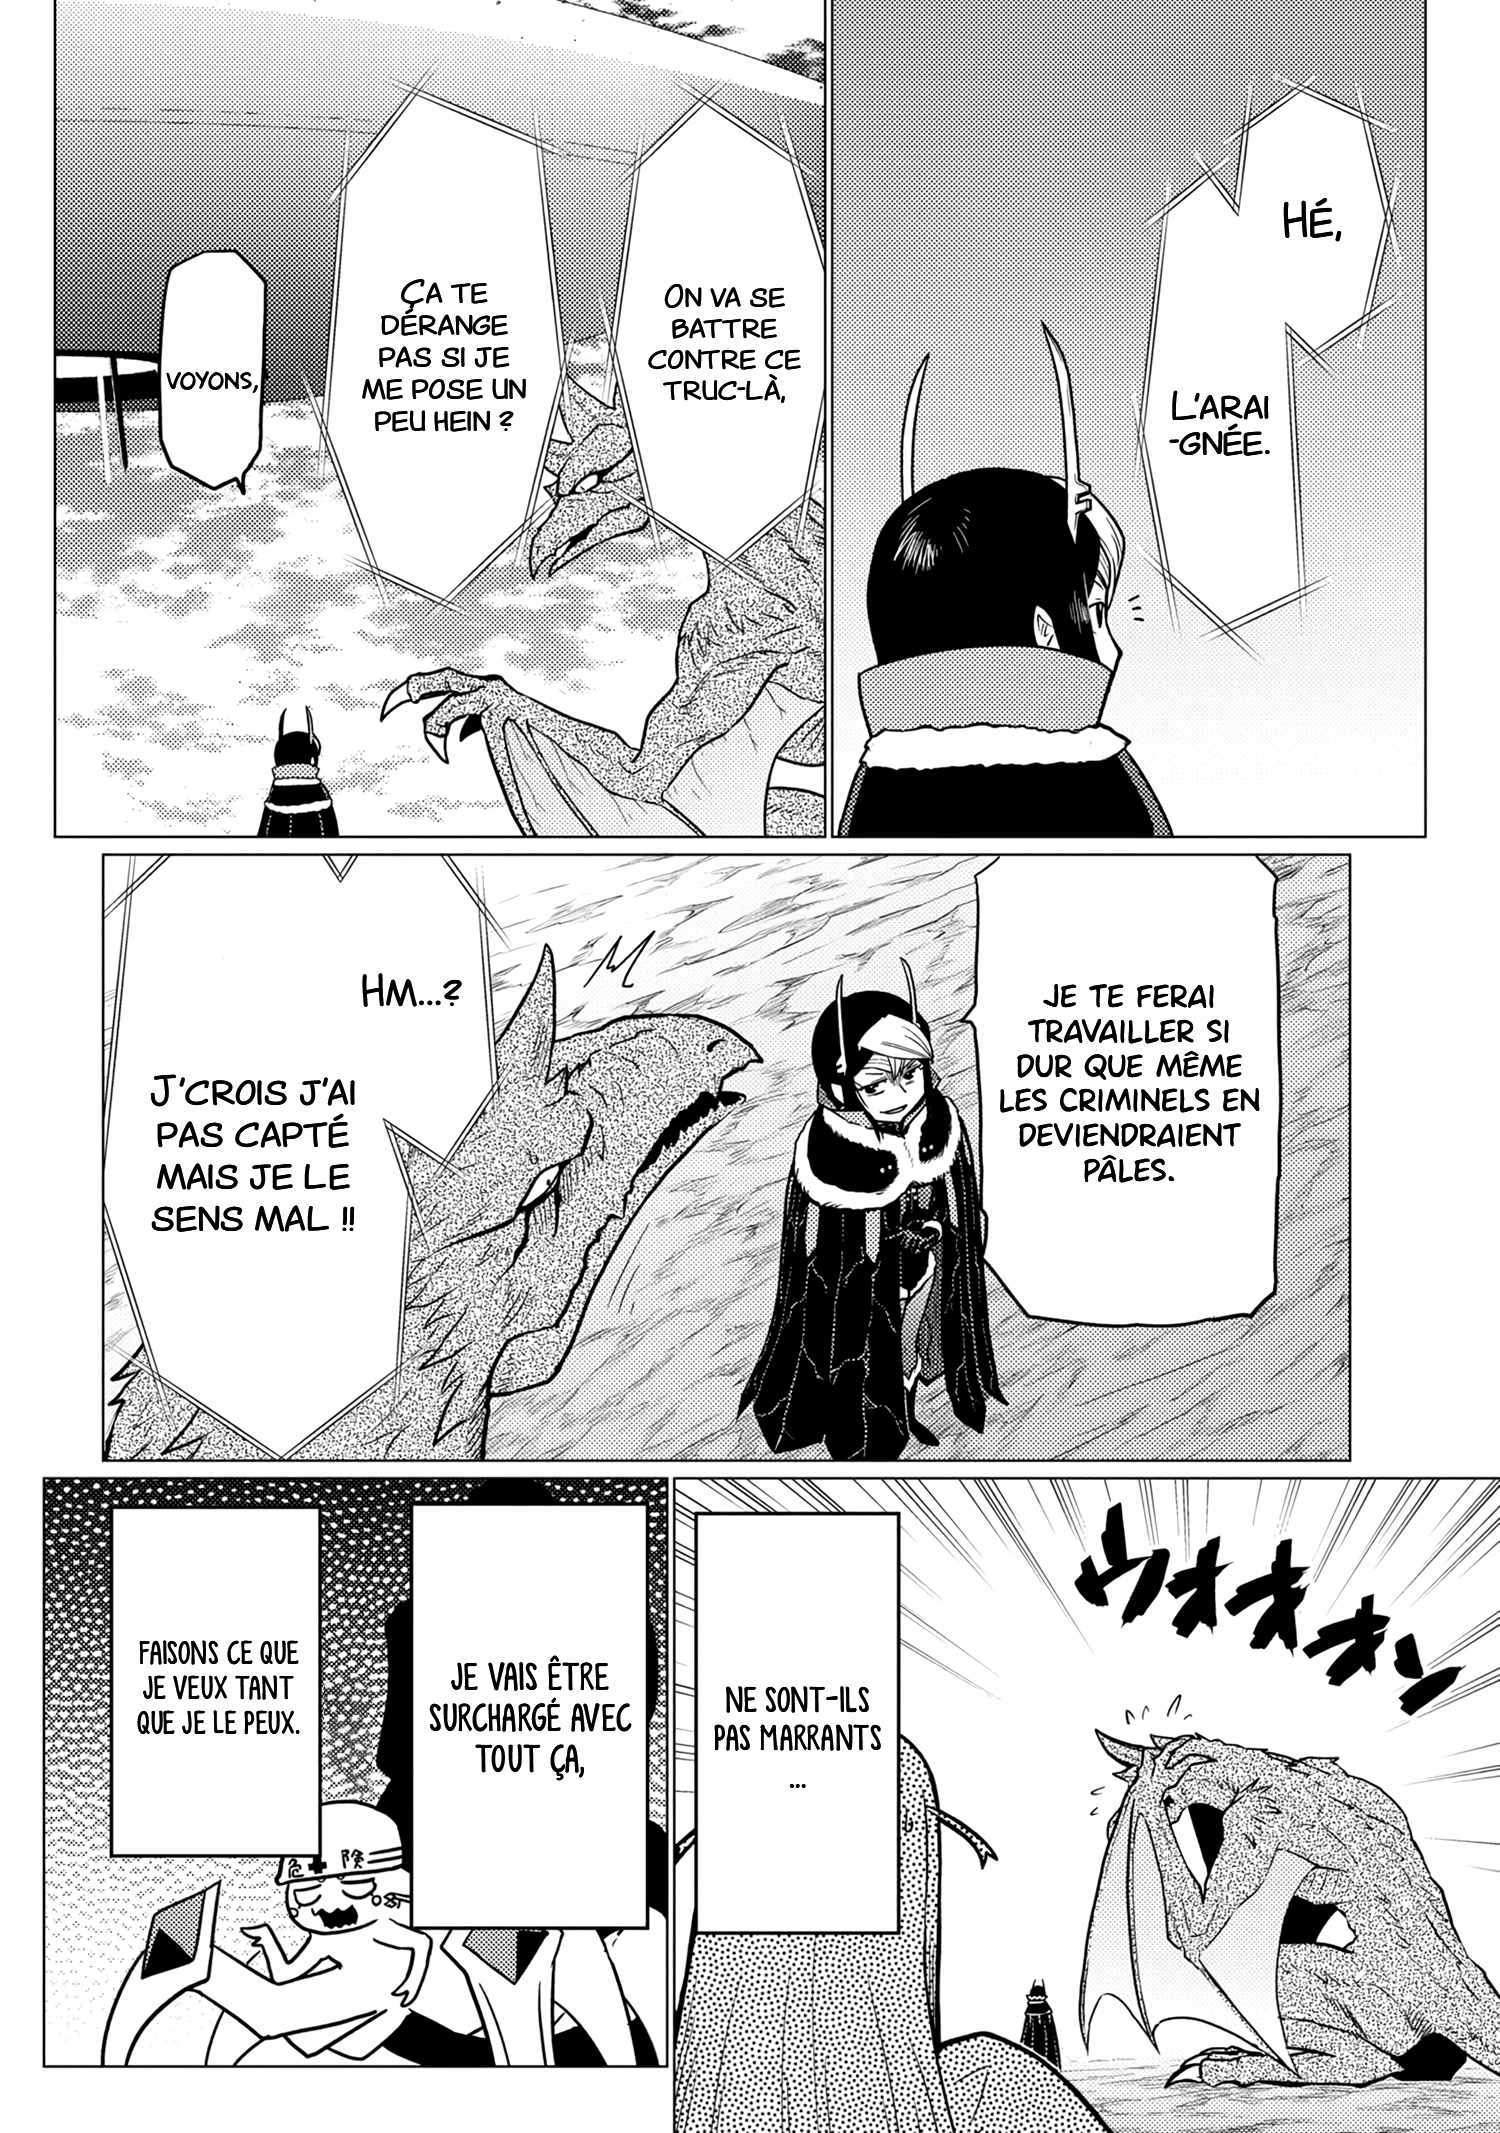 HÉ,
L'ARAI
-GNÉE.
ON VA SE
BATTRE
CONTRE CE
TRUC-LÀ,
ÇA TE
DÉRANGE
PAS SI JE
ME POSE UN
PEU HEIN ?
VOYONS,
JE TE FERAI
TRAVAILLER SI
DUR QUE MÊME
LES CRIMINELS EN
DEVIENDRAIENT
PÂLES.
HM...?
J'CROIS J'AI
PAS CAPTÉ
MAIS JE LE
SENS MAL !!
ウオオオン
NE SONT-ILS
PAS MARRANTS
...
JE VAIS ÊTRE
SURCHARGÉ AVEC
TOUT ÇA,
FAISONS CE QUE
JE VEUX TANT
QUE JE LE PEUX.
危険